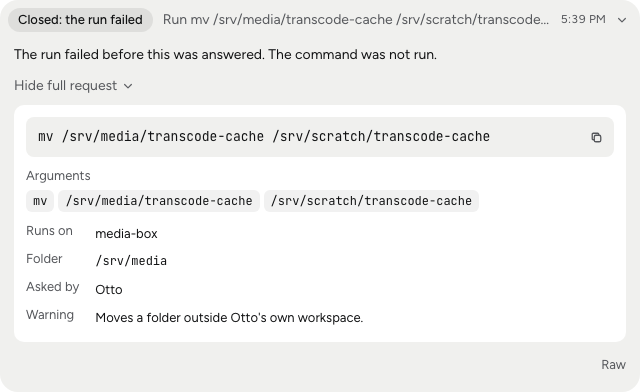 Closed: the run failed Run mv /srv/media/transcode-cache /srv/scratch/transcode... 5:39 PM
The run failed before this was answered. The command was not run.
Hide full request
mv /srv/media/transcode-cache /srv/scratch/transcode-cache
Arguments
mv /srv/media/transcode-cache /srv/scratch/transcode-cache
Runs on media-box
Folder /srv/media
Asked by Otto
Warning Moves a folder outside Otto's own workspace.
Raw